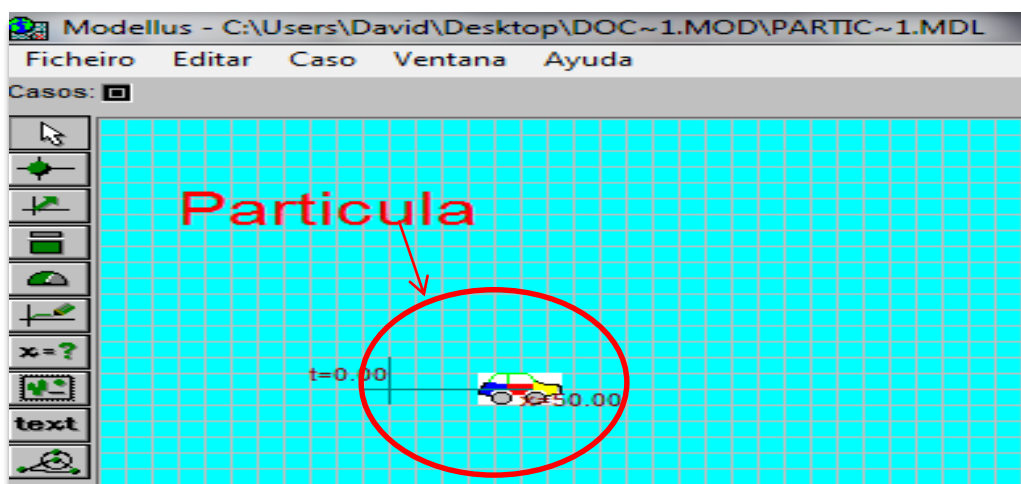 Modellus - C:\Users\David\Desktop\DOC~1.MOD\PARTIC~1.MDL
Ficheiro Editar Caso Ventana Ayuda
Casos:
Particula
t=0.00
x=50.00
x=?
text